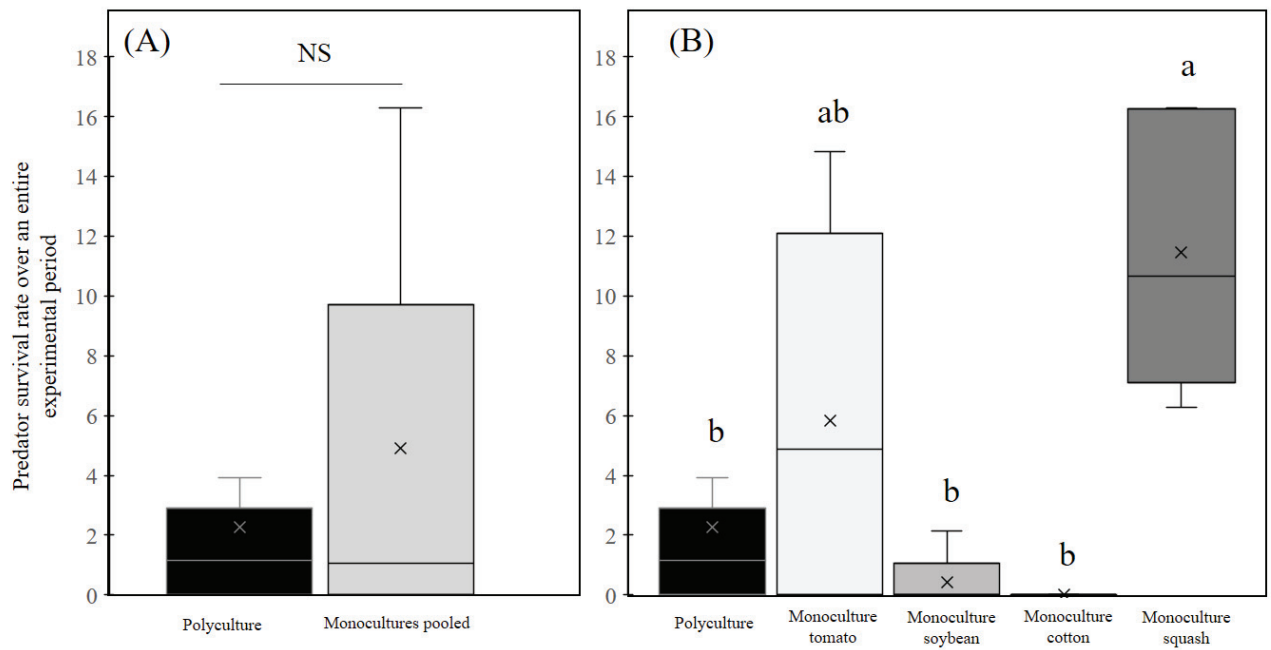 Predator survival rate over an entire
experimental period
(A)
NS
18
16
14
12
10
8
6
4
2
0
Polyculture
Monocultures pooled
(B)
18
16
14
12
10
8
6
4
2
0
b
ab
b
b
a
Polyculture
Monoculture
tomato
Monoculture
soybean
Monoculture
cotton
Monoculture
squash